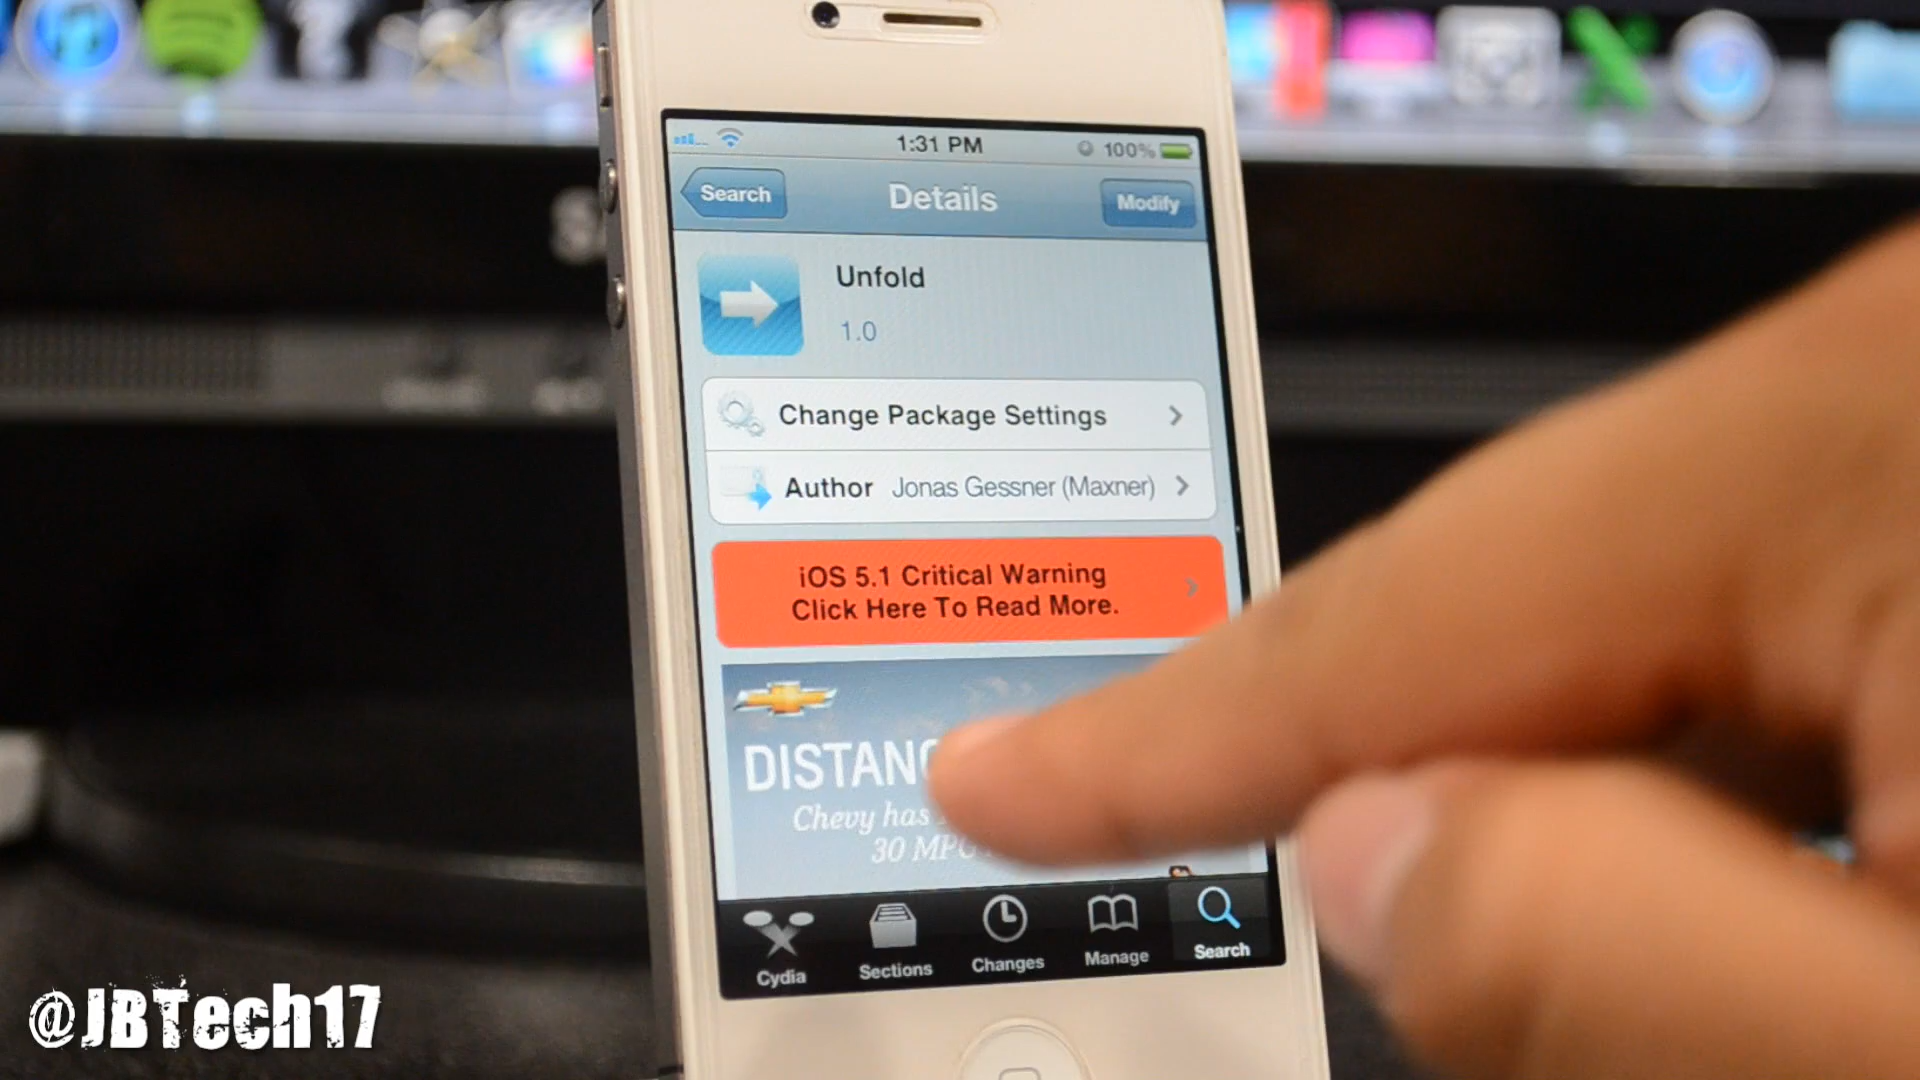 1:31 PM
100%
Search
Details
Modify
Unfold
1.0
Change Package Settings
Author Jonas Gessner (Maxner)
iOS 5.1 Critical Warning
Click Here To Read More.
Chevy has
30 MPG
Cydia
Sections
Changes
Manage
Search
@JBTech17